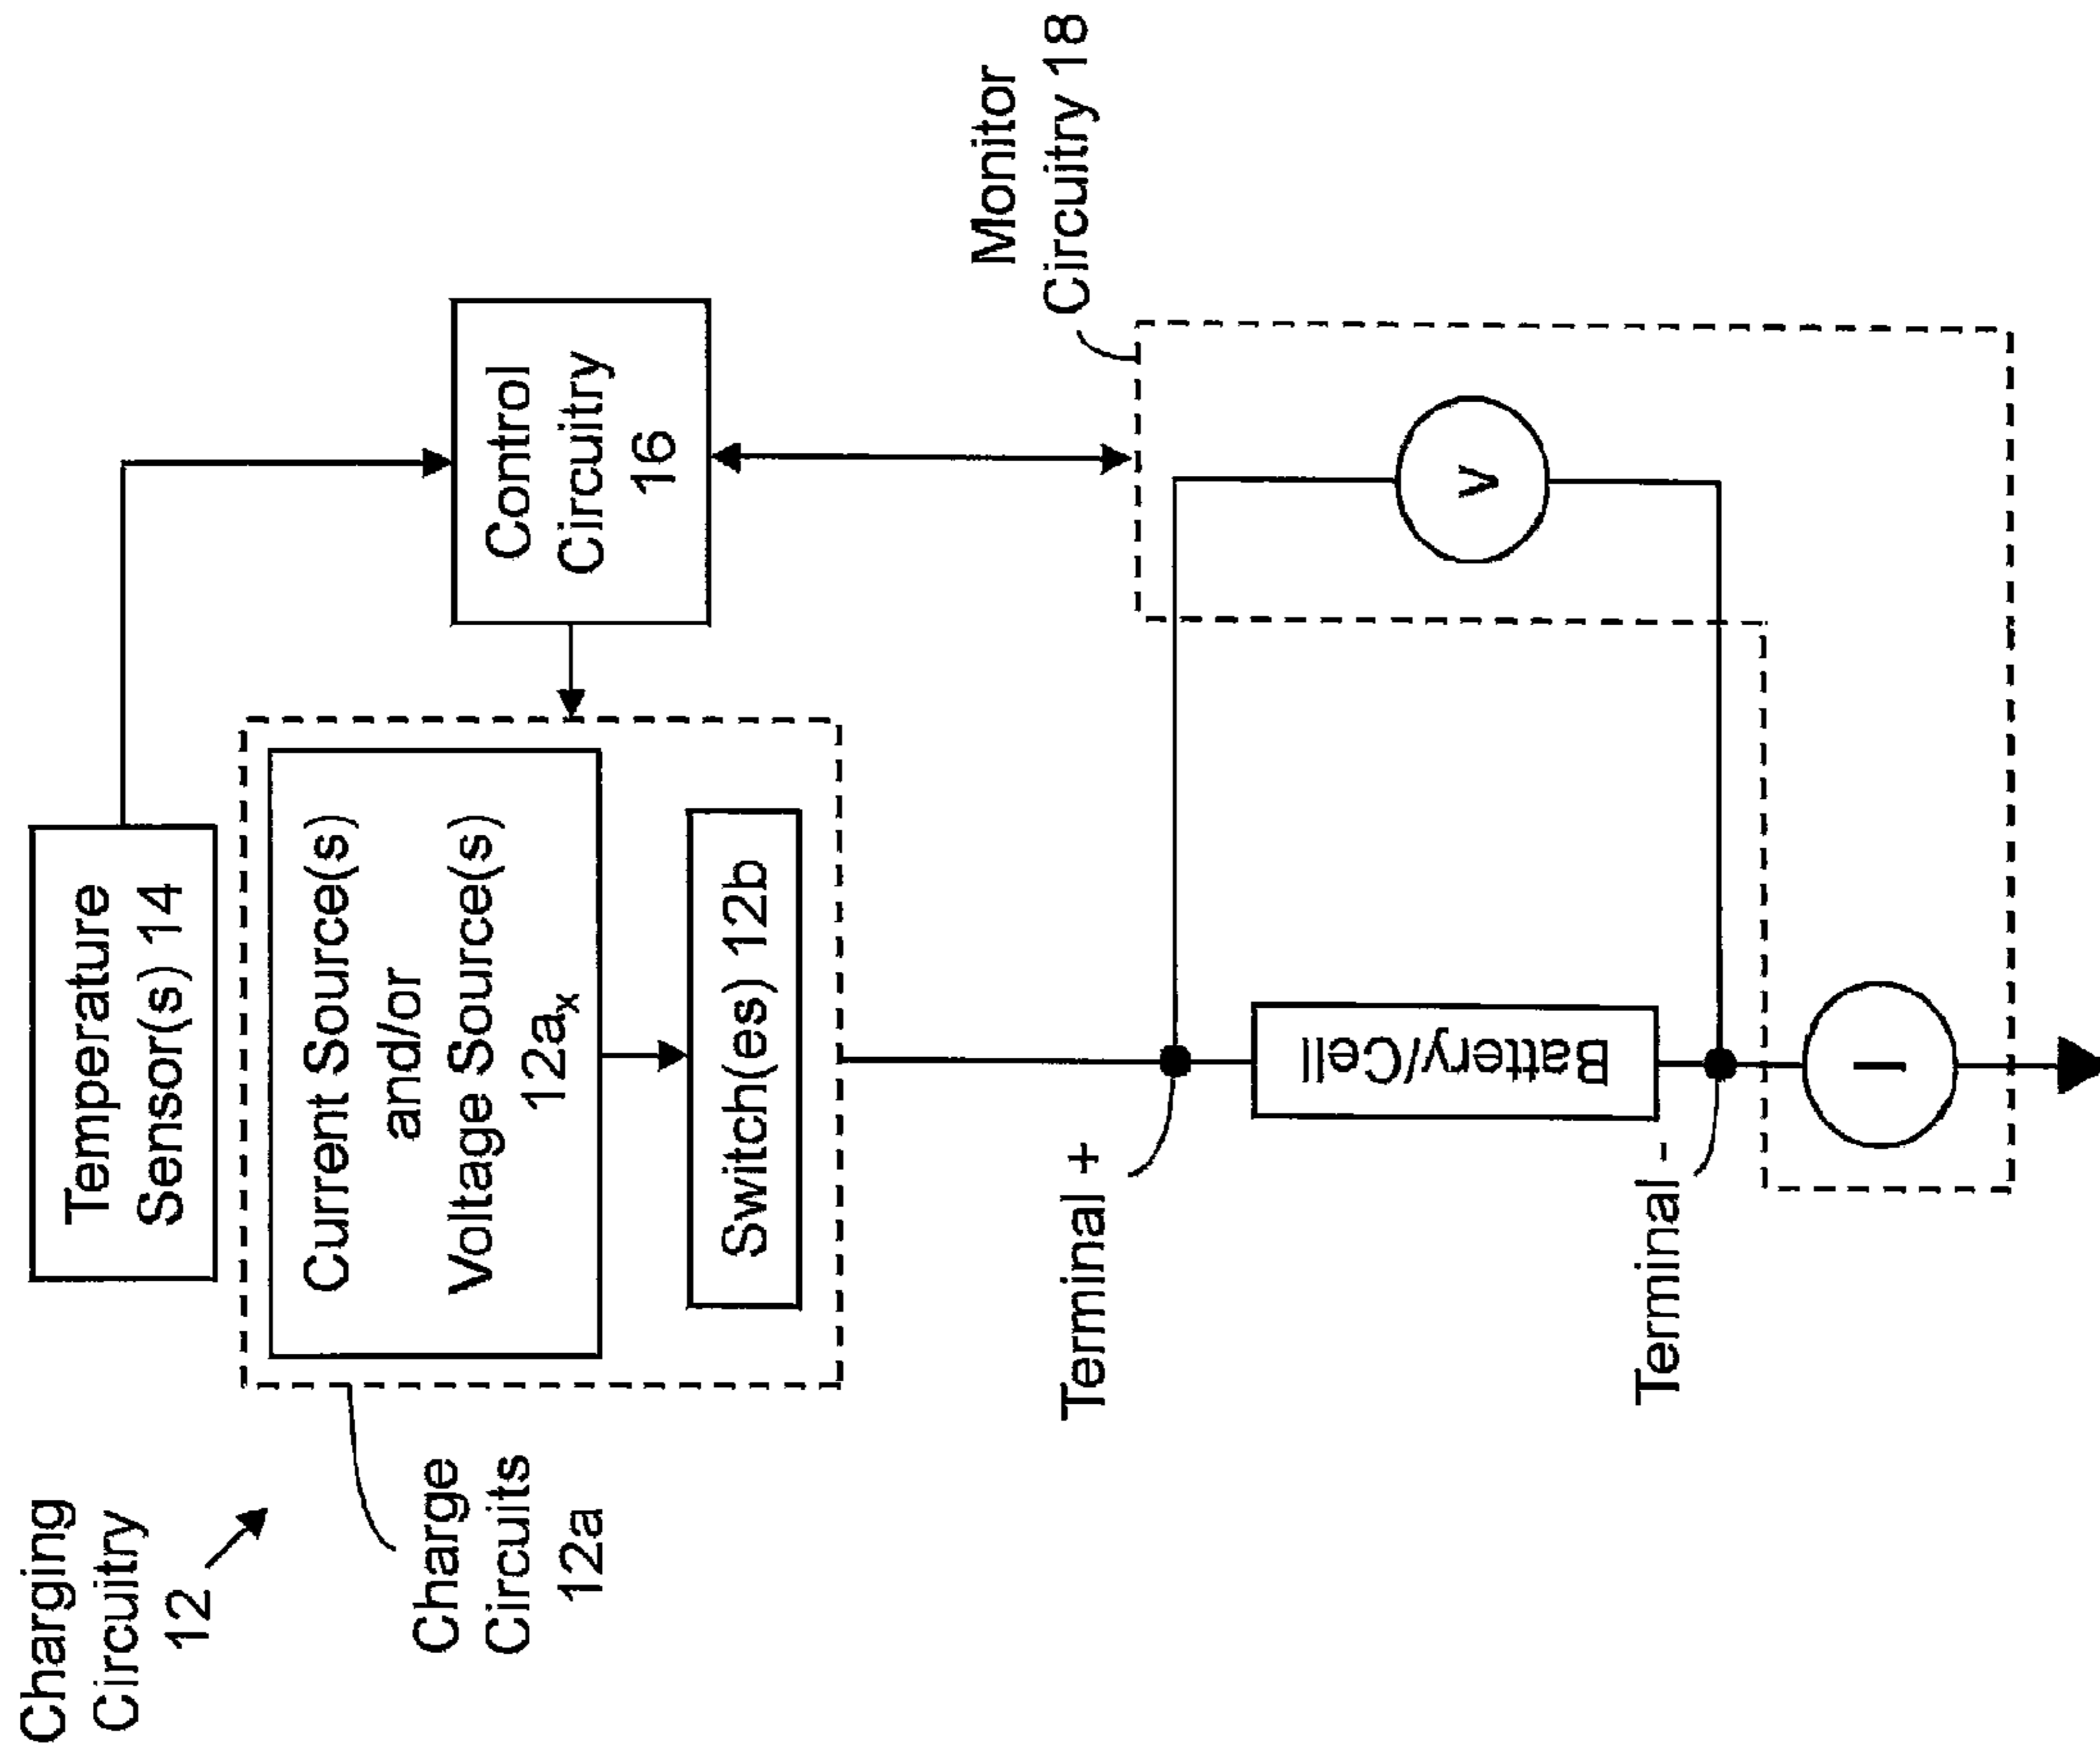 Charging
Circuitry
12
Temperature
Sensor(s) 14
Current Source(s)
and/or
Voltage Source(s)
12aₓ
Switch(es) 12b
Charge
Circuits
12a
Control
Circuitry
16
Monitor
Circuitry 18
Terminal +
Battery/Cell
V
Terminal -
I